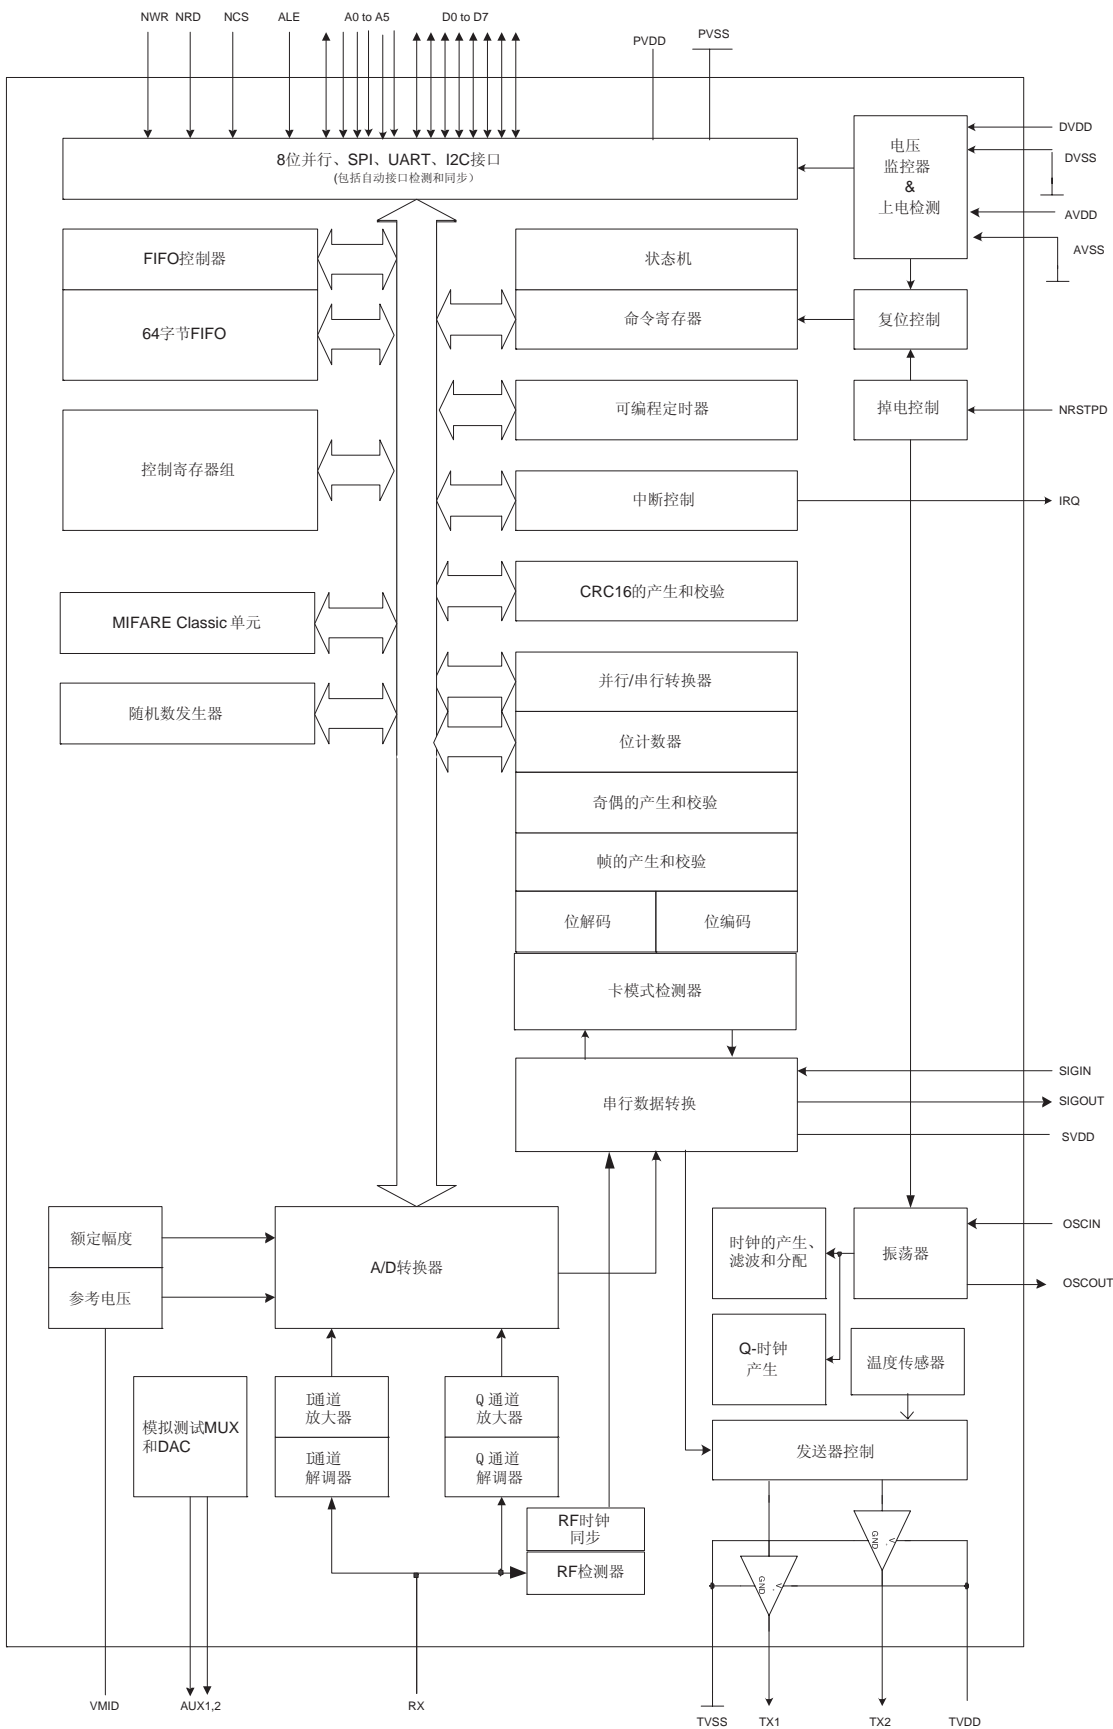 NWR NRD NCS ALE A0 to A5 D0 to D7
PVDD
PVSS
8位并行、SPI、UART、I2C接口
(包括自动接口检测和同步)
电压
监控器
&
上电检测
DVDD
DVSS
AVDD
AVSS
FIFO控制器
64字节FIFO
状态机
命令寄存器
复位控制
可编程定时器
掉电控制
NRSTPD
控制寄存器组
中断控制
IRQ
CRC16的产生和校验
MIFARE Classic 单元
并行/串行转换器
随机数发生器
位计数器
奇偶的产生和校验
帧的产生和校验
位解码
位编码
卡模式检测器
串行数据转换
SIGIN
SIGOUT
SVDD
额定幅度
参考电压
A/D转换器
时钟的产生、
滤波和分配
振荡器
OSCIN
OSCOUT
Q-时钟
产生
温度传感器
模拟测试MUX
和DAC
I通道
放大器
I通道
解调器
Q 通道
放大器
Q 通道
解调器
发送器控制
RF时钟
同步
RF检测器
GND
V-
GND
V-
VMID
AUX1,2
RX
TVSS
TX1
TX2
TVDD